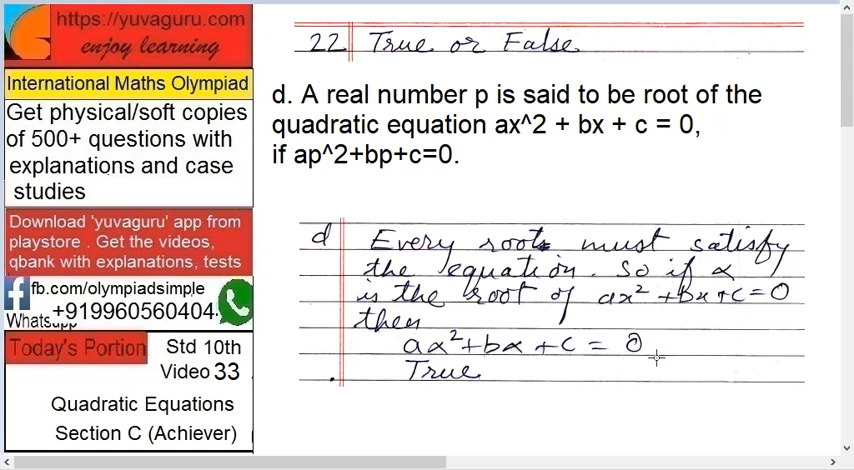 https://yuvaguru.com
enjoy learning
International Maths Olympiad
Get physical/soft copies
of 500+ questions with
explanations and case
studies
Download 'yuvaguru' app from
playstore . Get the videos,
qbank with explanations, tests
fb.com/olympiadsimple
+919960560404
Whatsupp
Today's Portion
Std 10th
Video 33
Quadratic Equations
Section C (Achiever)
22 True or False
d. A real number p is said to be root of the
quadratic equation ax^2 + bx + c = 0,
if ap^2+bp+c=0.
d Every root must satisfy
the equation. So if α
is the root of ax² + bx + c = 0
then
aα² + bα + c = 0
True